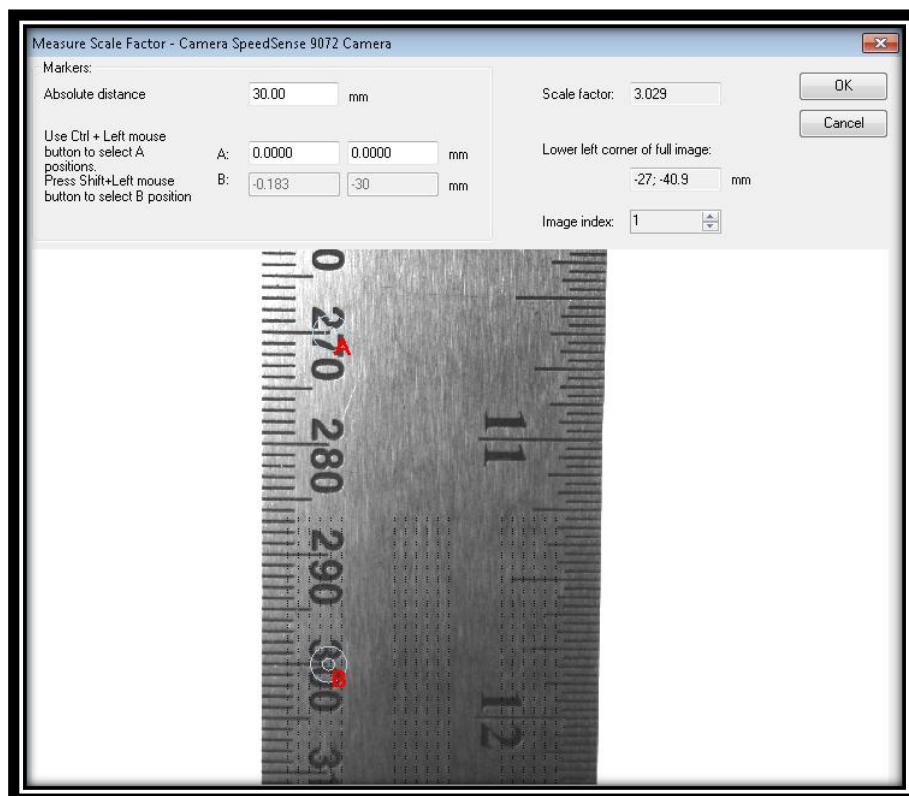 Measure Scale Factor - Camera SpeedSense 9072 Camera
Markers:
Absolute distance 30.00 mm
Scale factor: 3.029
OK
Cancel
Use Ctrl + Left mouse
button to select A
positions.
Press Shift+Left mouse
button to select B position
A: 0.0000 0.0000 mm
B: -0.183 -30 mm
Lower left corner of full image:
-27; -40.9 mm
Image index: 1
0
270
A
280
11
290
300
B
12
31